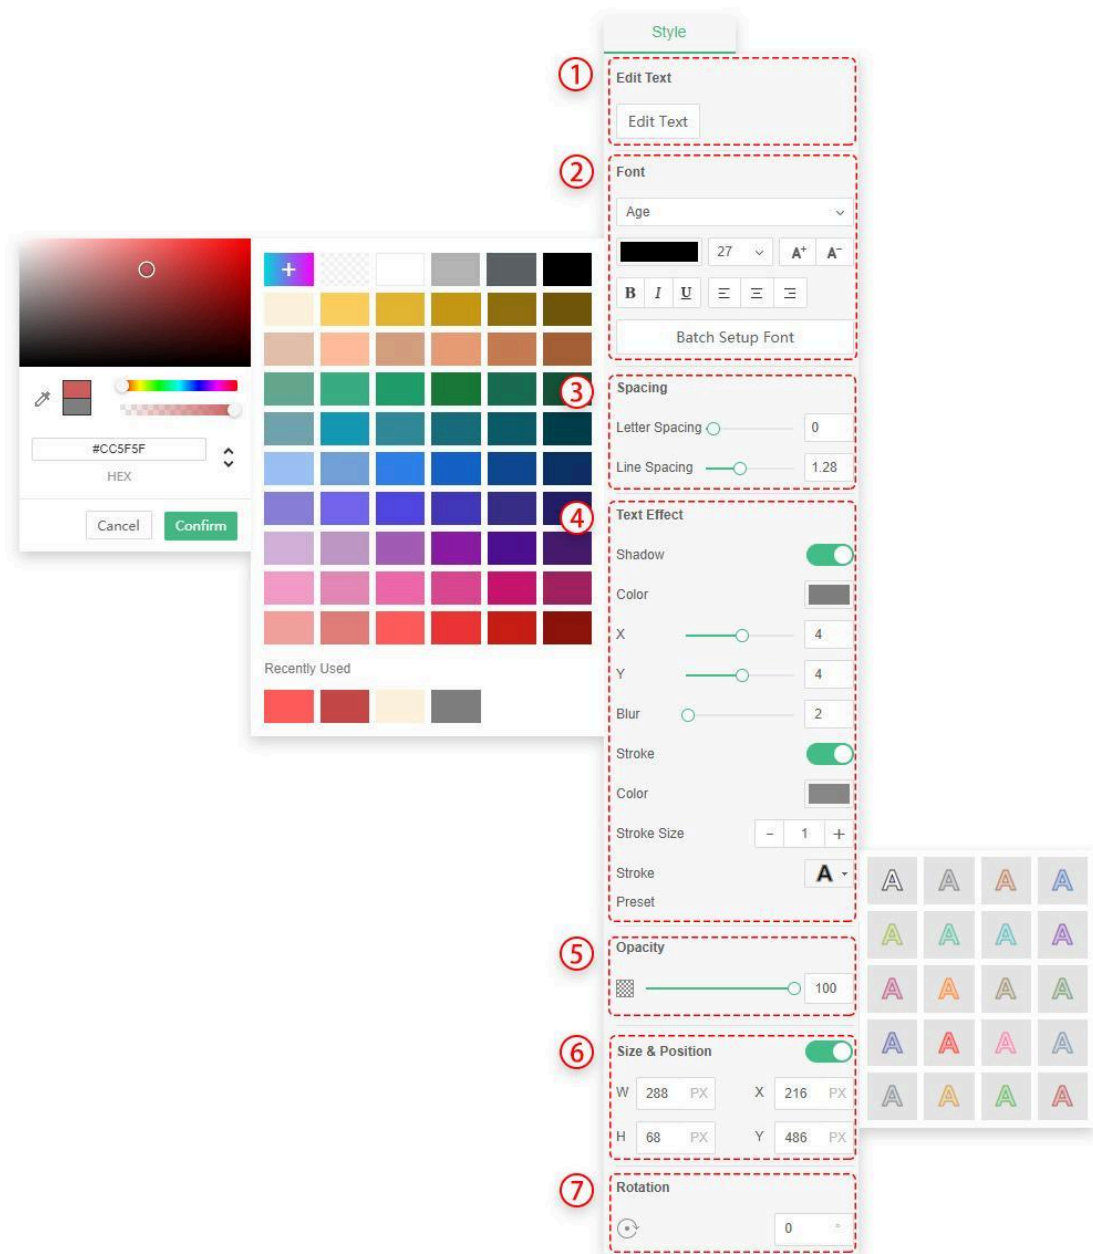 Style
① Edit Text
Edit Text
② Font
Age
27 A+ A-
B I U
Batch Setup Font
③ Spacing
Letter Spacing 0
Line Spacing 1.28
④ Text Effect
Shadow
Color
X 4
Y 4
Blur 2
Stroke
Color
Stroke Size - 1 +
Stroke A
Preset
⑤ Opacity
100
⑥ Size & Position
W 288 PX X 216 PX
H 68 PX Y 486 PX
⑦ Rotation
0 °
#CC5F5F
HEX
Cancel Confirm
+
Recently Used
A A A A
A A A A
A A A A
A A A A
A A A A